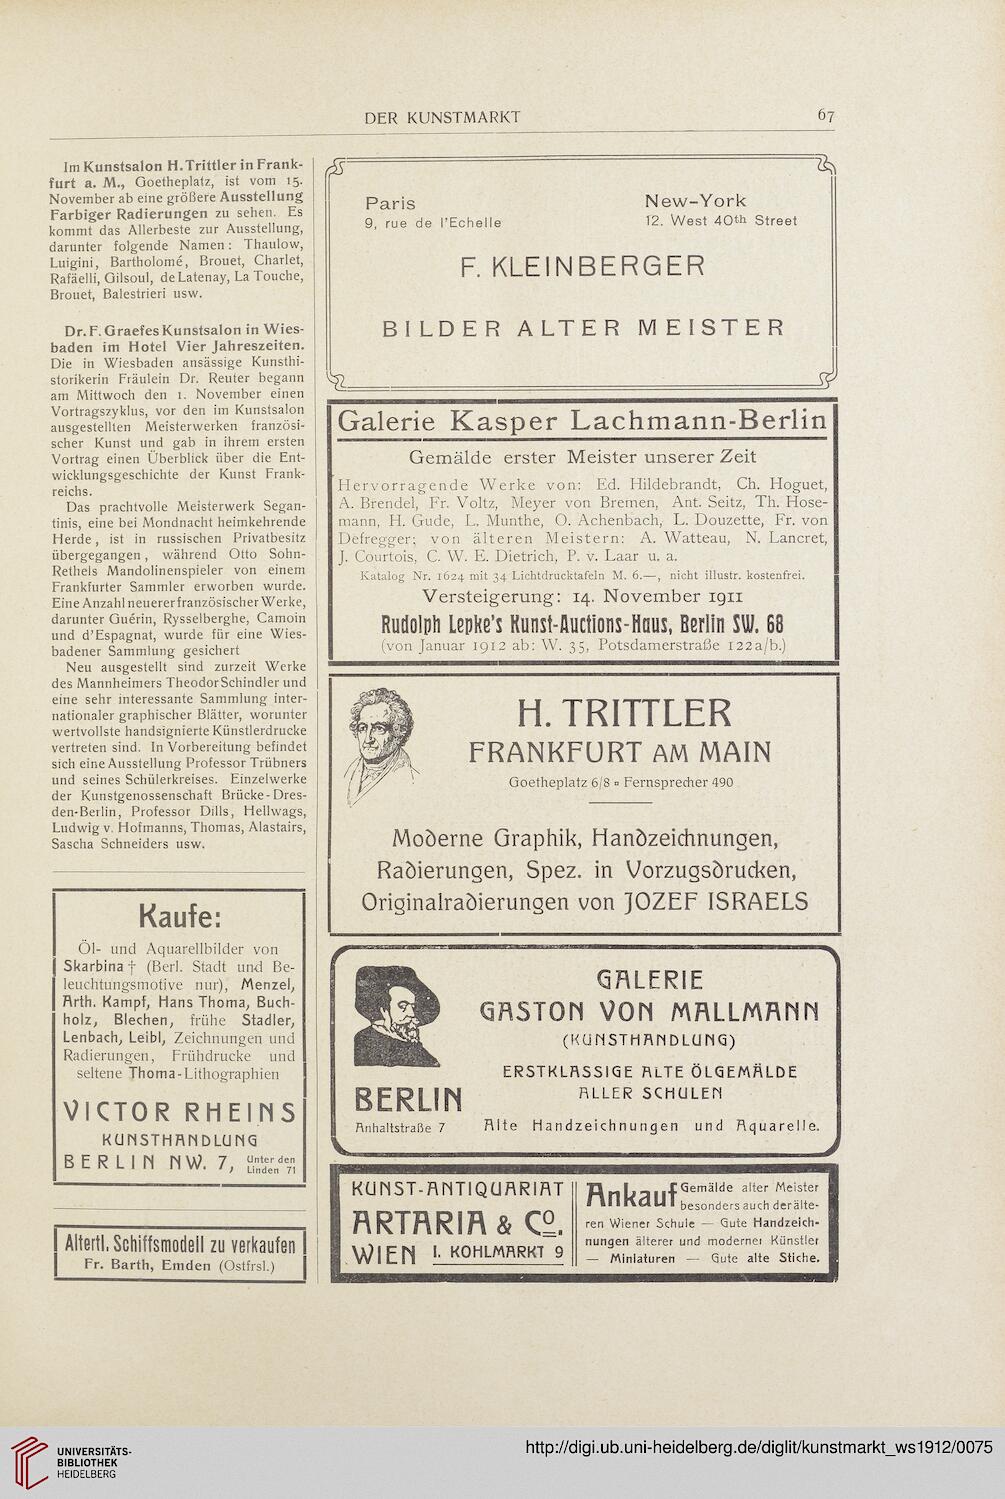 DER KUNSTMARKT 67
Im Kunstsalon H. Trittler in Frank-
furt a. M., Goetheplatz, ist vom 15.
November ab eine größere Ausstellung
Farbiger Radierungen zu sehen. Es
kommt das Allerbeste zur Ausstellung,
darunter folgende Namen: Thaulow,
Luigini, Bartholomé, Brouet, Charlet,
Rafäelli, Gilsoul, de Latenay, La Touche,
Brouet, Balestrieri usw.
Dr. F. Graefes Kunstsalon in Wies-
baden im Hotel Vier Jahreszeiten.
Die in Wiesbaden ansässige Kunsthi-
storikerin Fräulein Dr. Reuter begann
am Mittwoch den 1. November einen
Vortragszyklus, vor den im Kunstsalon
ausgestellten Meisterwerken französi-
scher Kunst und gab in ihrem ersten
Vortrag einen Überblick über die Ent-
wicklungsgeschichte der Kunst Frank-
reichs.
Das prachtvolle Meisterwerk Segan-
tinis, eine bei Mondnacht heimkehrende
Herde, ist in russischen Privatbesitz
übergegangen, während Otto Sohn-
Rethels Mandolinenspieler von einem
Frankfurter Sammler erworben wurde.
Eine Anzahl neuerer französischer Werke,
darunter Guérin, Rysselberghe, Camoin
und d'Espagnat, wurde für eine Wies-
badener Sammlung gesichert
Neu ausgestellt sind zurzeit Werke
des Mannheimers Theodor Schindler und
eine sehr interessante Sammlung inter-
nationaler graphischer Blätter, worunter
wertvollste handsignierte Künstlerdrucke
vertreten sind. In Vorbereitung befindet
sich eine Ausstellung Professor Trübners
und seines Schülerkreises. Einzelwerke
der Kunstgenossenschaft Brücke-Dres-
den-Berlin, Professor Dills, Hellwags,
Ludwig v. Hofmanns, Thomas, Alastairs,
Sascha Schneiders usw.
Kaufe:
Öl- und Aquarellbilder von
Skarbina † (Berl. Stadt und Be-
leuchtungsmotive nur), Menzel,
Arth. Kampf, Hans Thoma, Buch-
holz, Blechen, frühe Stadler,
Lenbach, Leibl, Zeichnungen und
Radierungen, Frühdrucke und
seltene Thoma-Lithographien
VICTOR RHEINS
KUNSTHANDLUNG
BERLIN NW. 7, Unter den
Linden 71
Altertl. Schiffsmodell zu verkaufen
Fr. Barth, Emden (Ostfrsl.)
Paris New-York
9, rue de l'Echelle 12. West 40th Street
F. KLEINBERGER
BILDER ALTER MEISTER
Galerie Kasper Lachmann-Berlin
Gemälde erster Meister unserer Zeit
Hervorragende Werke von: Ed. Hildebrandt, Ch. Hoguet,
A. Brendel, Fr. Voltz, Meyer von Bremen, Ant. Seitz, Th. Hose-
mann, H. Gude, L. Munthe, O. Achenbach, L. Douzette, Fr. von
Defregger; von älteren Meistern: A. Watteau, N. Lancret,
J. Courtois, C. W. E. Dietrich, P. v. Laar u. a.
Katalog Nr. 1624 mit 34 Lichtdrucktafeln M. 6.—, nicht illustr. kostenfrei.
Versteigerung: 14. November 1911
Rudolph Lepke's Kunst-Auctions-Haus, Berlin SW. 68
(von Januar 1912 ab: W. 35, Potsdamerstraße 122a/b.)
H. TRITTLER
FRANKFURT AM MAIN
Goetheplatz 6/8 ▫ Fernsprecher 490
Moderne Graphik, Handzeichnungen,
Radierungen, Spez. in Vorzugsdrucken,
Originalradierungen von JOZEF ISRAELS
GALERIE
GASTON VON MALLMANN
(KUNSTHANDLUNG)
ERSTKLASSIGE ALTE ÖLGEMÄLDE
ALLER SCHULEN
BERLIN
Anhaltstraße 7 Alte Handzeichnungen und Aquarelle.
KUNST-ANTIQUARIAT
ARTARIA & Co.
WIEN I. KOHLMARKT 9
Ankauf Gemälde alter Meister
besonders auch der älte-
ren Wiener Schule — Gute Handzeich-
nungen älterer und moderner Künstler
— Miniaturen — Gute alte Stiche.
UNIVERSITÄTS-
BIBLIOTHEK
HEIDELBERG
http://digi.ub.uni-heidelberg.de/diglit/kunstmarkt_ws1912/0075